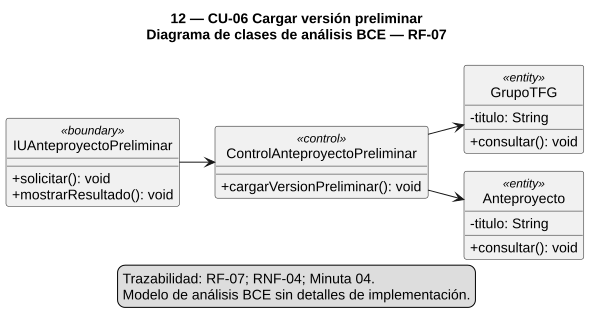 12 — CU-06 Cargar versión preliminar
Diagrama de clases de análisis BCE — RF-07
«boundary»
IUAnteproyectoPreliminar
+solicitar(): void
+mostrarResultado(): void
«control»
ControlAnteproyectoPreliminar
+cargarVersionPreliminar(): void
«entity»
GrupoTFG
-titulo: String
+consultar(): void
«entity»
Anteproyecto
-titulo: String
+consultar(): void
Trazabilidad: RF-07; RNF-04; Minuta 04.
Modelo de análisis BCE sin detalles de implementación.